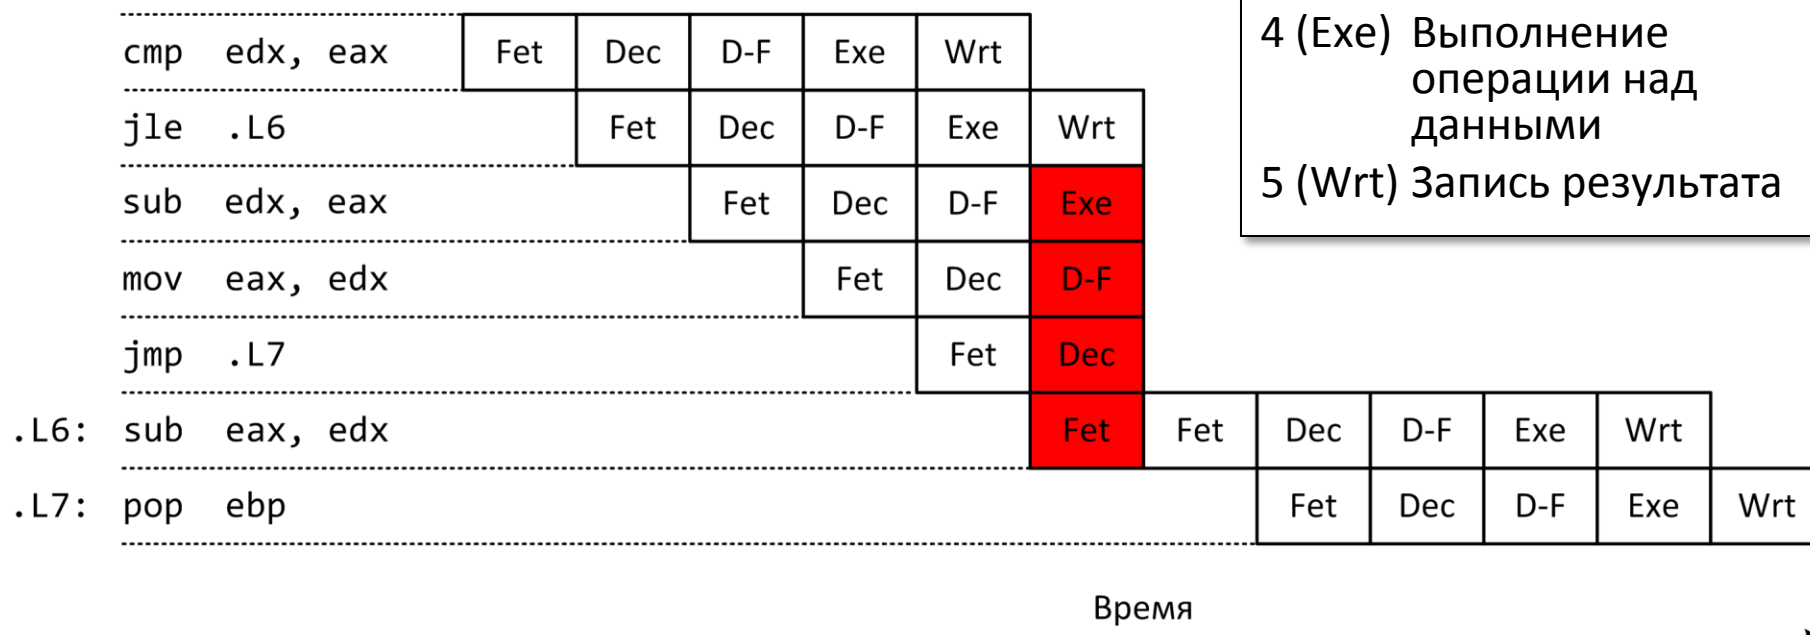 cmp edx, eax Fet Dec D-F Exe Wrt
jle .L6 Fet Dec D-F Exe Wrt
sub edx, eax Fet Dec D-F Exe
mov eax, edx Fet Dec D-F
jmp .L7 Fet Dec
.L6: sub eax, edx Fet Fet Dec D-F Exe Wrt
.L7: pop ebp Fet Dec D-F Exe Wrt
Время
4 (Exe) Выполнение
операции над
данными
5 (Wrt) Запись результата